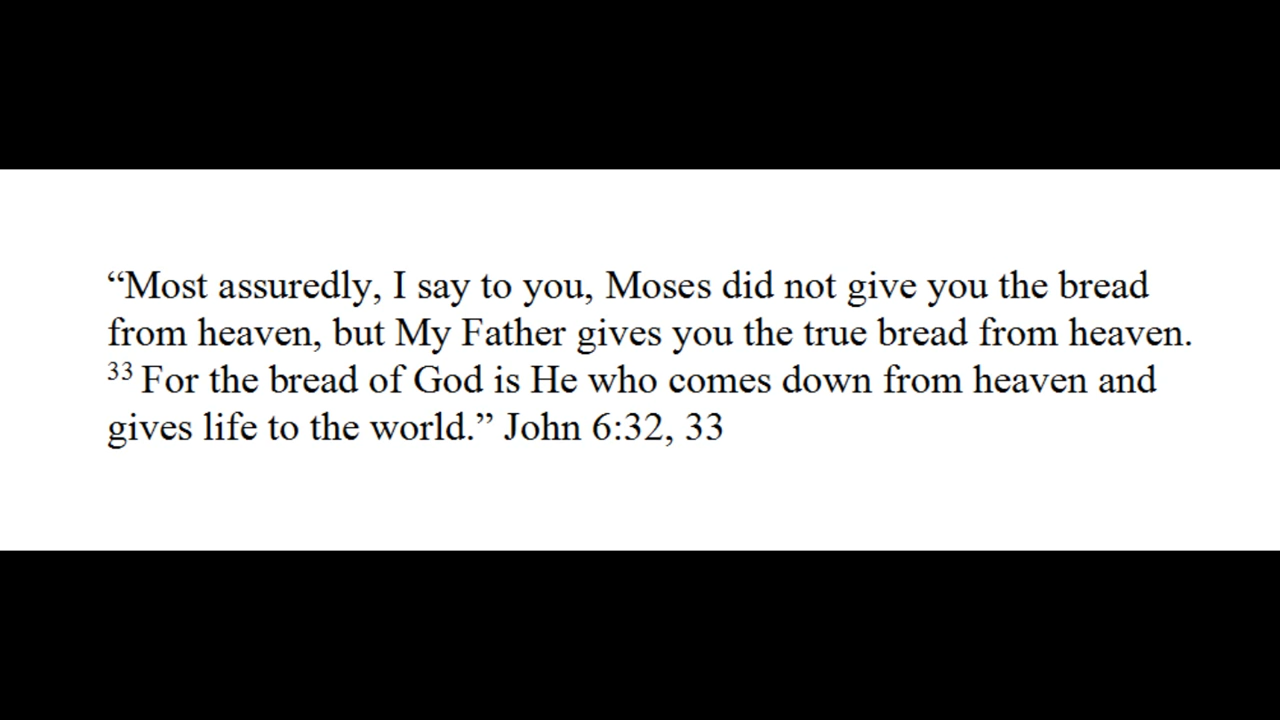 “Most assuredly, I say to you, Moses did not give you the bread
from heaven, but My Father gives you the true bread from heaven.
33 For the bread of God is He who comes down from heaven and
gives life to the world.” John 6:32, 33